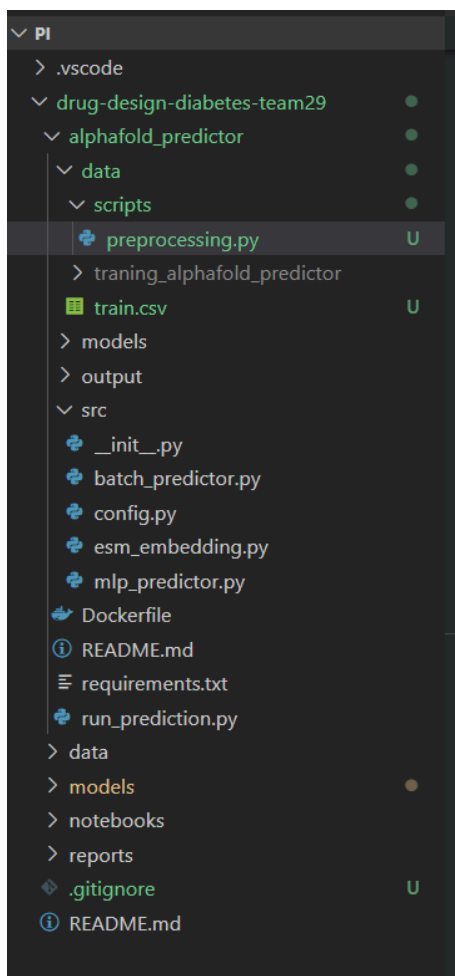 PI
.vscode
drug-design-diabetes-team29
alphafold_predictor
data
scripts
preprocessing.py U
traning_alphafold_predictor
train.csv U
models
output
src
__init__.py
batch_predictor.py
config.py
esm_embedding.py
mlp_predictor.py
Dockerfile
README.md
requirements.txt
run_prediction.py
data
models
notebooks
reports
.gitignore U
README.md